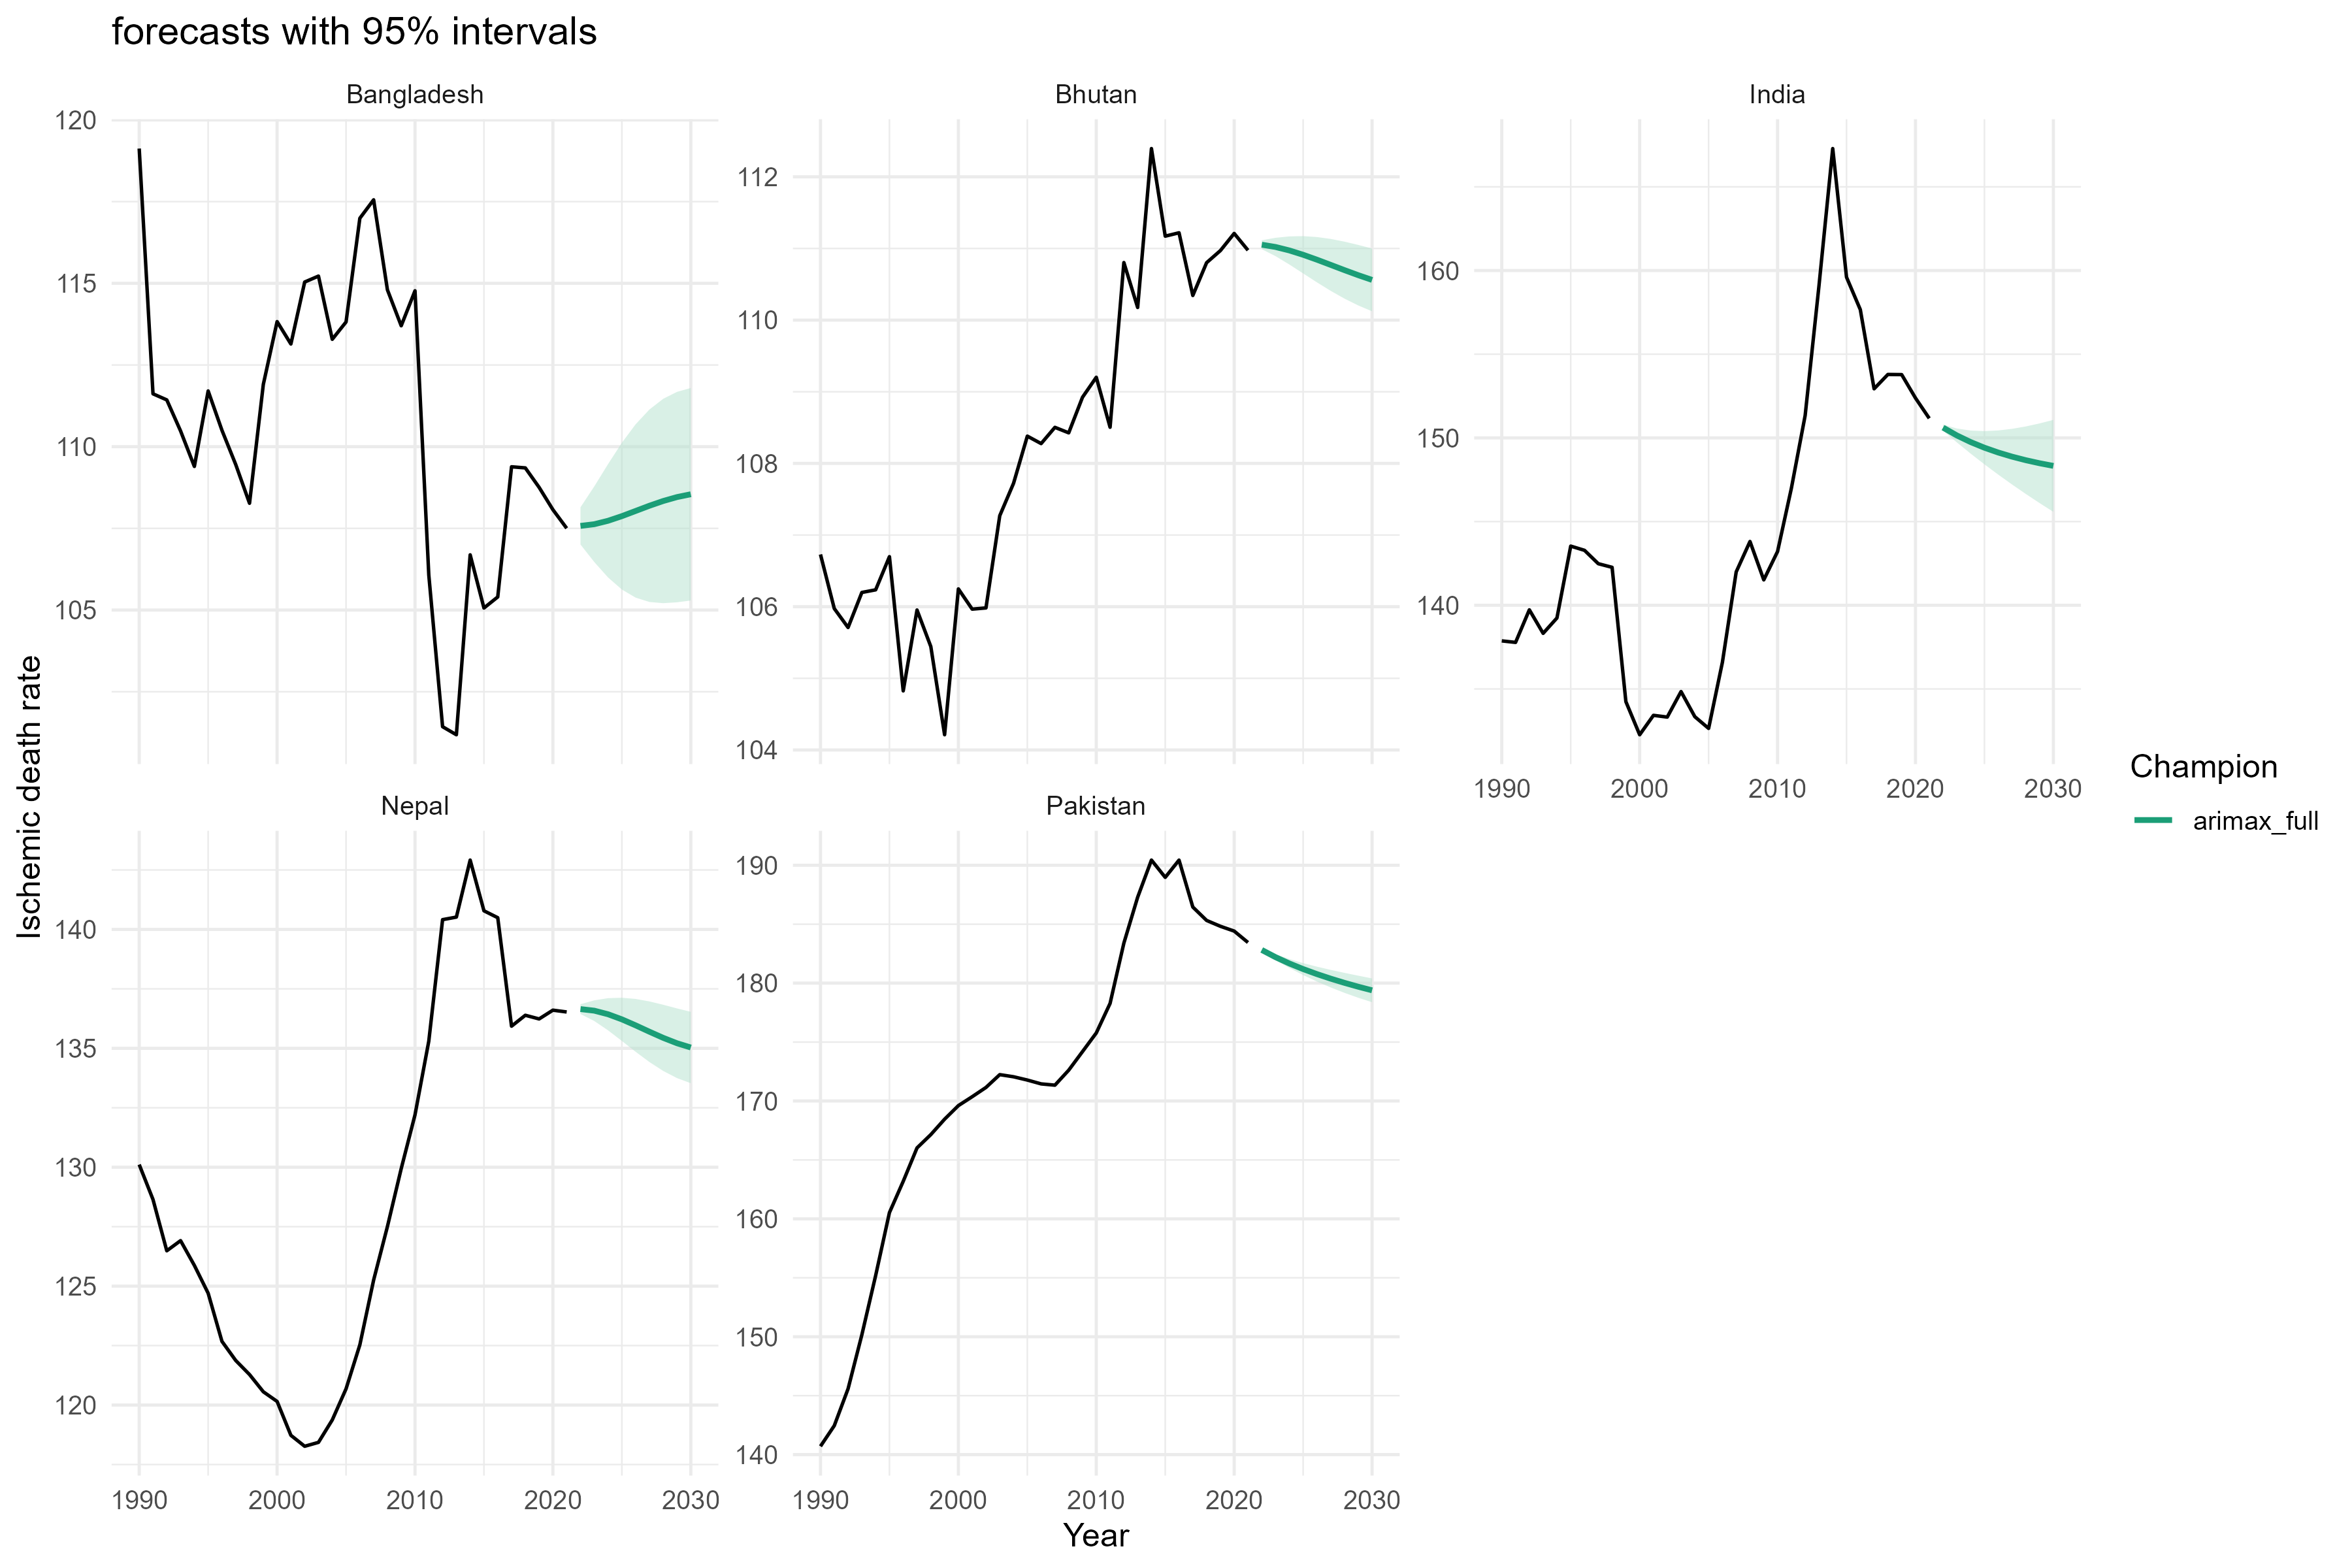 forecasts with 95% intervals
Bangladesh
Bhutan
India
120
115
110
105
112
110
108
106
104
160
150
140
1990 2000 2010 2020 2030
Ischemic death rate
Nepal
Pakistan
140
135
130
125
120
190
180
170
160
150
140
1990 2000 2010 2020 2030
1990 2000 2010 2020 2030
Year
Champion
arimax_full